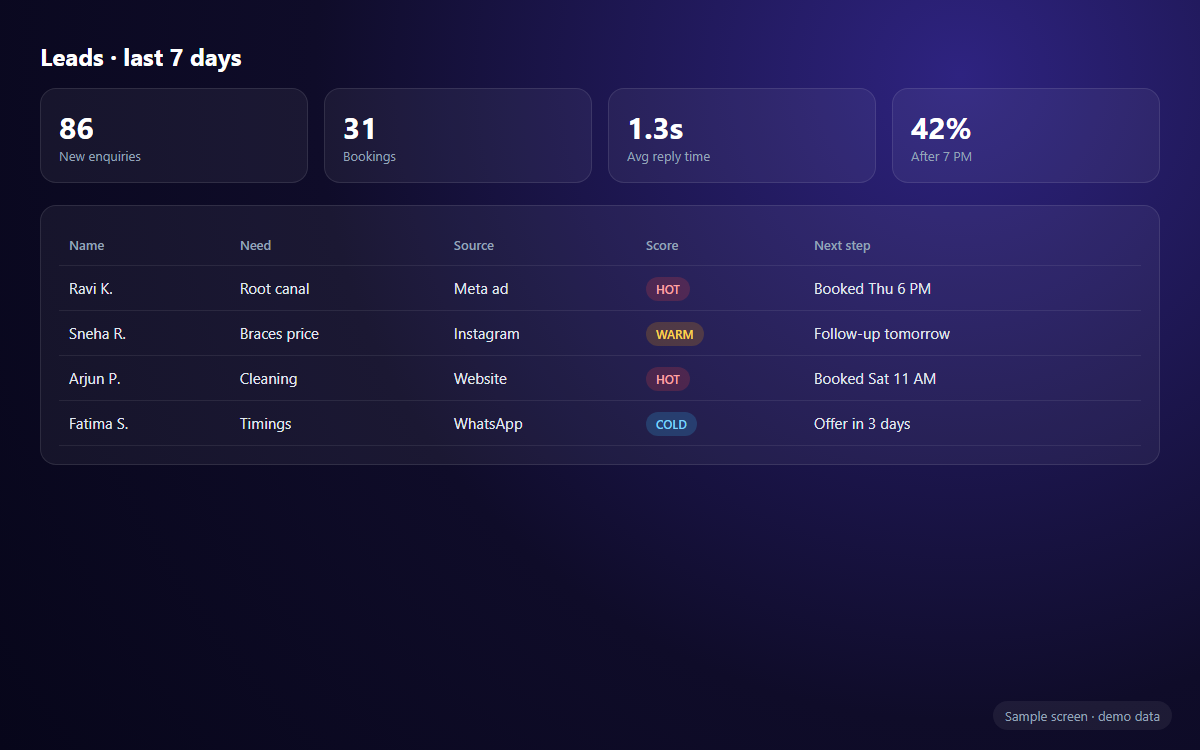 Leads · last 7 days
86 31 1.3s 42%
New enquiries Bookings Avg reply time After 7 PM
Name Need Source Score Next step
Ravi K. Root canal Meta ad HOT Booked Thu 6 PM
Sneha R. Braces price Instagram WARM Follow-up tomorrow
Arjun P. Cleaning Website HOT Booked Sat 11 AM
Fatima S. Timings WhatsApp COLD Offer in 3 days
Sample screen · demo data